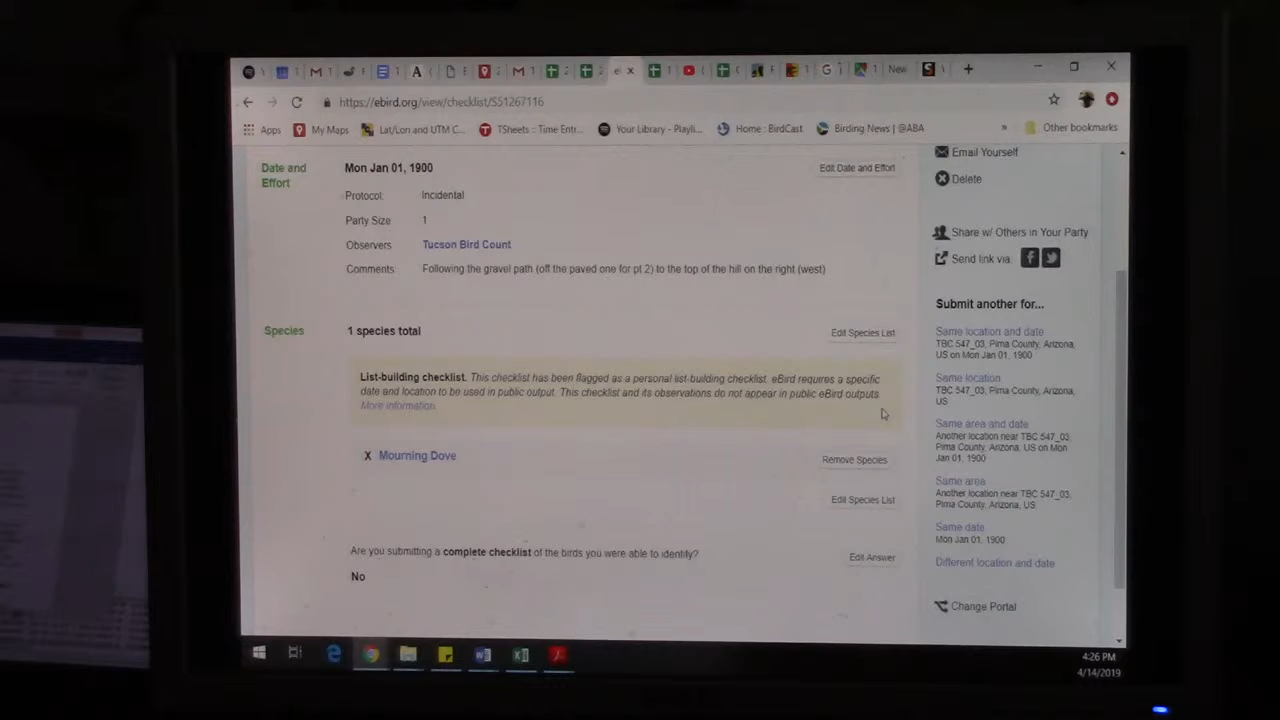 https://ebird.org/view/checklist/S51267116
Apps My Maps Lat/Lon and UTM C... TSheets :: Time Entr... Your Library - Playli... Home : BirdCast Birding News | @ABA » Other bookmarks
Date and
Effort
Mon Jan 01, 1900
Edit Date and Effort
Protocol: Incidental
Party Size: 1
Observers Tucson Bird Count
Comments: Following the gravel path (off the paved one for pt 2) to the top of the hill on the right (west)
Species
1 species total
Edit Species List
List-building checklist. This checklist has been flagged as a personal list-building checklist. eBird requires a specific
date and location to be used in public output. This checklist and its observations do not appear in public eBird outputs
More information.
X Mourning Dove
Remove Species
Edit Species List
Are you submitting a complete checklist of the birds you were able to identify?
Edit Answer
No
Email Yourself
Delete
Share w/ Others in Your Party
Send link via:
Submit another for...
Same location and date
TBC 547_03, Pima County, Arizona,
US on Mon Jan 01, 1900
Same location
TBC 547_03, Pima County, Arizona,
US
Same area and date
Another location near TBC 547_03,
Pima County, Arizona, US on Mon
Jan 01, 1900
Same area
Another location near TBC 547_03,
Pima County, Arizona, US
Same date
Mon Jan 01, 1900
Different location and date
Change Portal
4:26 PM
4/14/2019